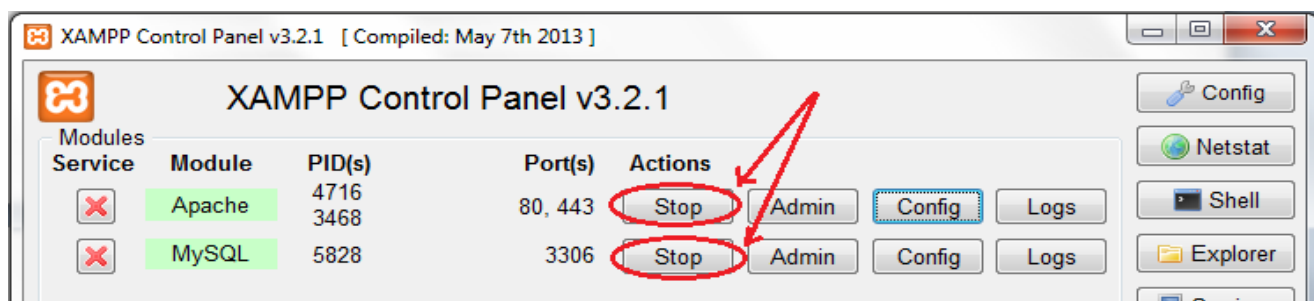 XAMPP Control Panel v3.2.1 [ Compiled: May 7th 2013 ]
XAMPP Control Panel v3.2.1
Config
Modules
Netstat
Service Module PID(s) Port(s) Actions
Apache 4716 3468 80, 443 Stop Admin Config Logs
Shell
MySQL 5828 3306 Stop Admin Config Logs
Explorer